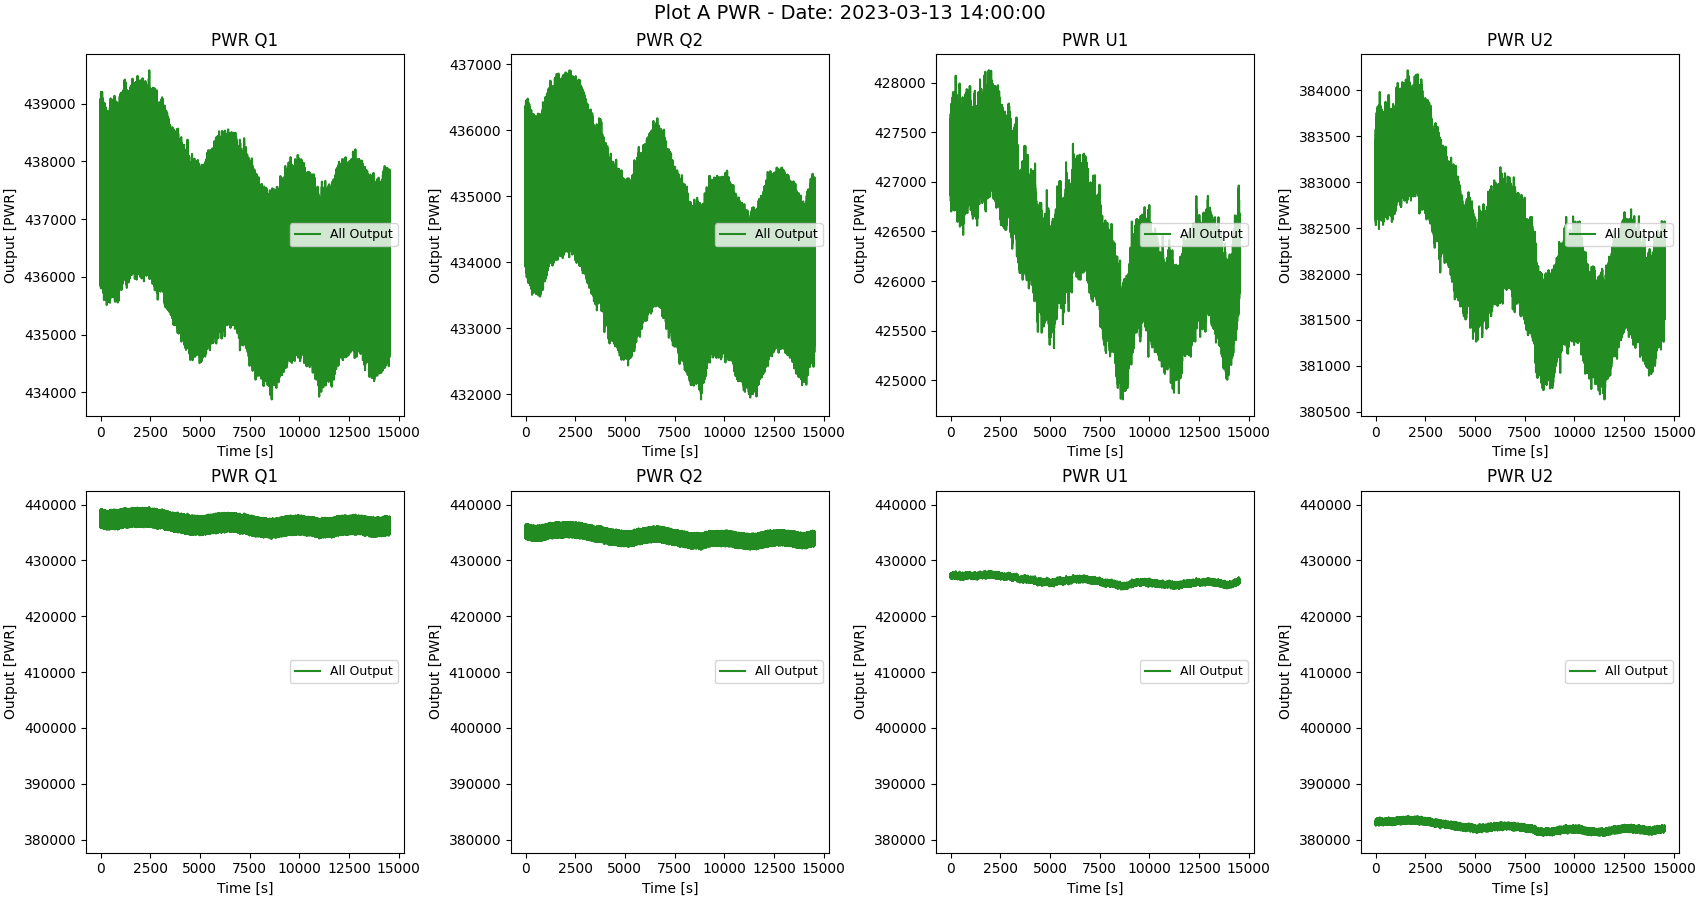 Plot A PWR - Date: 2023-03-13 14:00:00
PWR Q1
439000
438000
437000
436000
435000
434000
Output [PWR]
All Output
0 2500 5000 7500 10000 12500 15000
Time [s]
PWR Q2
437000
436000
435000
434000
433000
432000
Output [PWR]
All Output
0 2500 5000 7500 10000 12500 15000
Time [s]
PWR U1
428000
427500
427000
426500
426000
425500
425000
Output [PWR]
All Output
0 2500 5000 7500 10000 12500 15000
Time [s]
PWR U2
384000
383500
383000
382500
382000
381500
381000
380500
Output [PWR]
All Output
0 2500 5000 7500 10000 12500 15000
Time [s]
PWR Q1
440000
430000
420000
410000
400000
390000
380000
Output [PWR]
All Output
0 2500 5000 7500 10000 12500 15000
Time [s]
PWR Q2
440000
430000
420000
410000
400000
390000
380000
Output [PWR]
All Output
0 2500 5000 7500 10000 12500 15000
Time [s]
PWR U1
440000
430000
420000
410000
400000
390000
380000
Output [PWR]
All Output
0 2500 5000 7500 10000 12500 15000
Time [s]
PWR U2
440000
430000
420000
410000
400000
390000
380000
Output [PWR]
All Output
0 2500 5000 7500 10000 12500 15000
Time [s]